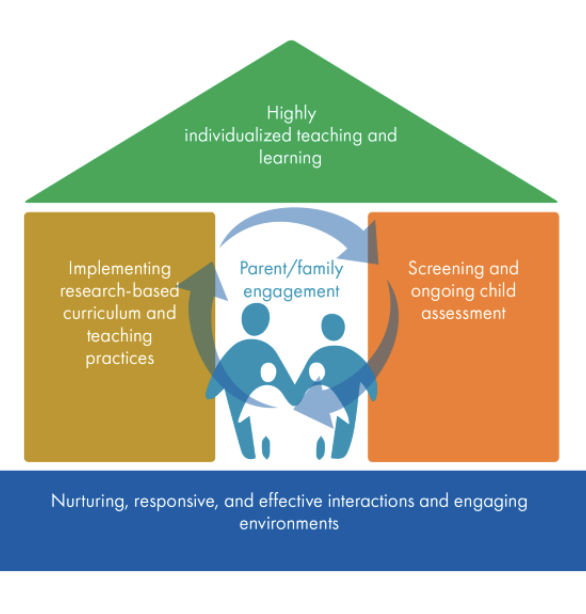 Highly
individualized teaching and
learning
Implementing
research-based
curriculum and
teaching
practices
Parent/family
engagement
Screening and
ongoing child
assessment
Nurturing, responsive, and effective interactions and engaging
environments